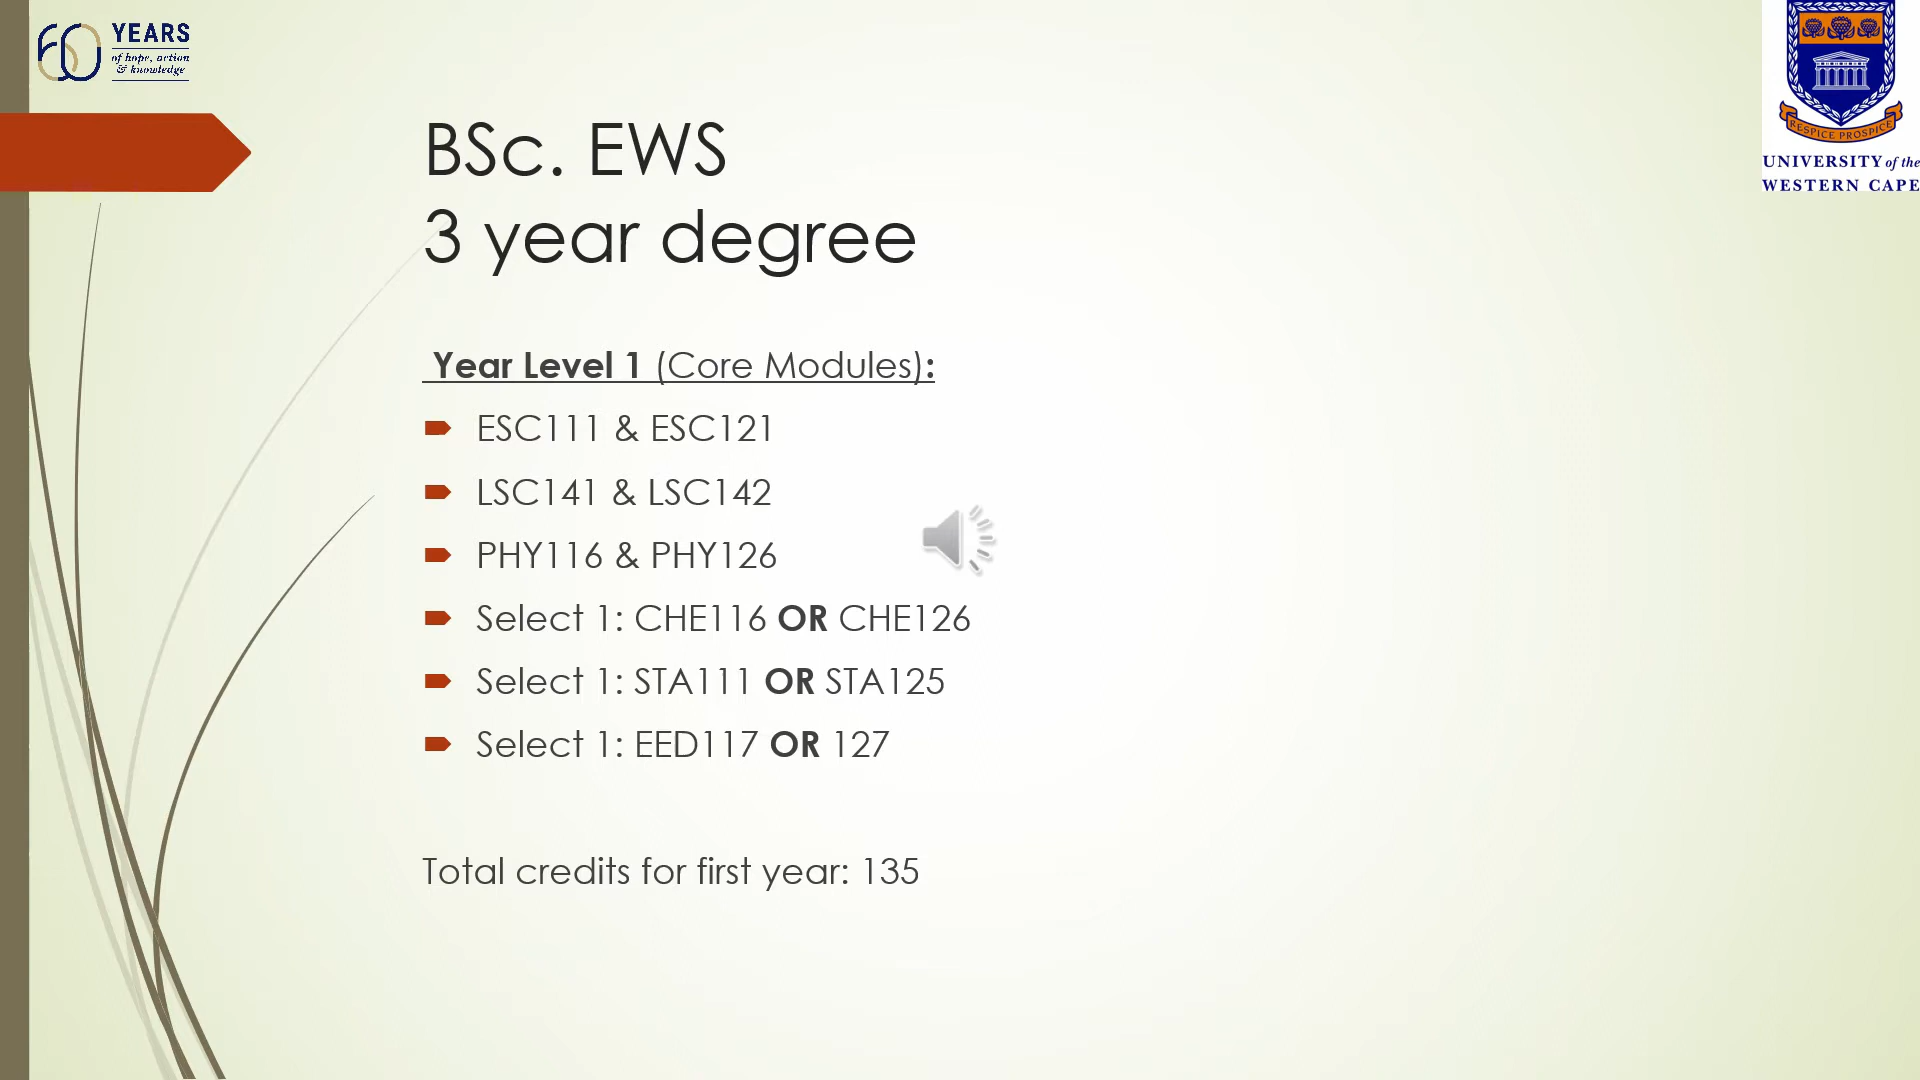 60 YEARS
of hope, action
& knowledge
RESPICE PROSPICE
UNIVERSITY of the
WESTERN CAPE
BSc. EWS
3 year degree
Year Level 1 (Core Modules):
ESC111 & ESC121
LSC141 & LSC142
PHY116 & PHY126
Select 1: CHE116 OR CHE126
Select 1: STA111 OR STA125
Select 1: EED117 OR 127
Total credits for first year: 135